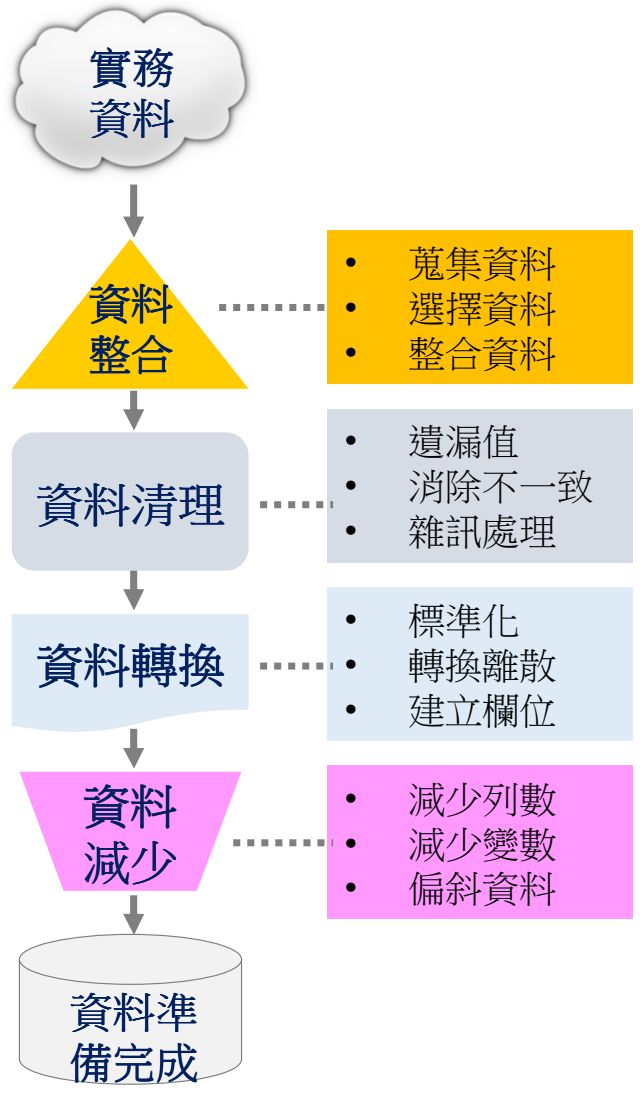 實務
資料
資料
整合
• 蒐集資料
• 選擇資料
• 整合資料
資料清理
• 遺漏值
• 消除不一致
• 雜訊處理
資料轉換
• 標準化
• 轉換離散
• 建立欄位
資料
減少
• 減少列數
• 減少變數
• 偏斜資料
資料準
備完成